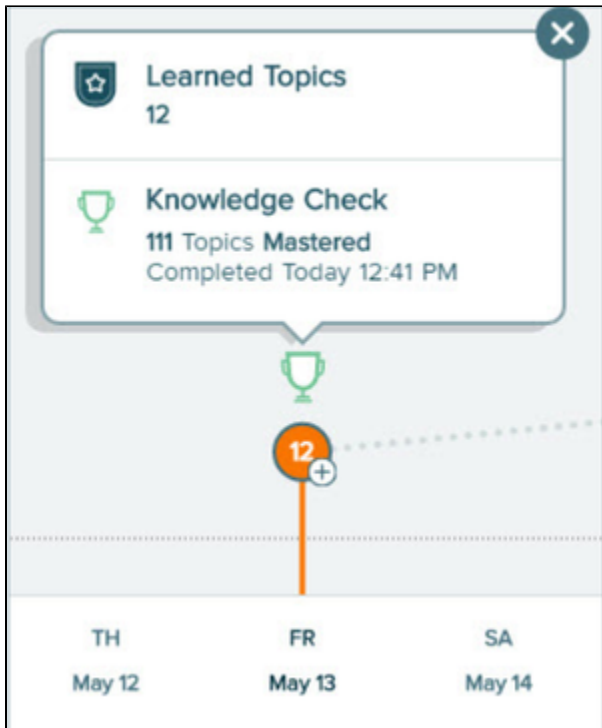 Learned Topics
12
Knowledge Check
111 Topics Mastered
Completed Today 12:41 PM
12
TH FR SA
May 12 May 13 May 14